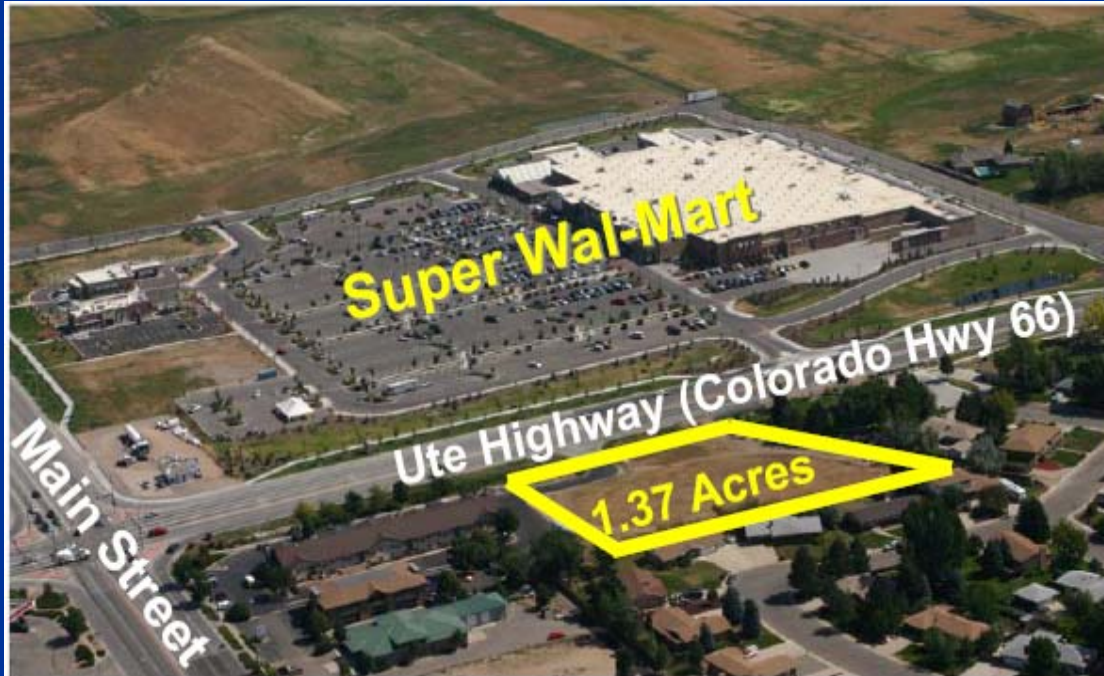 Super Wal-Mart
Ute Highway (Colorado Hwy 66)
1.37 Acres
Main Street